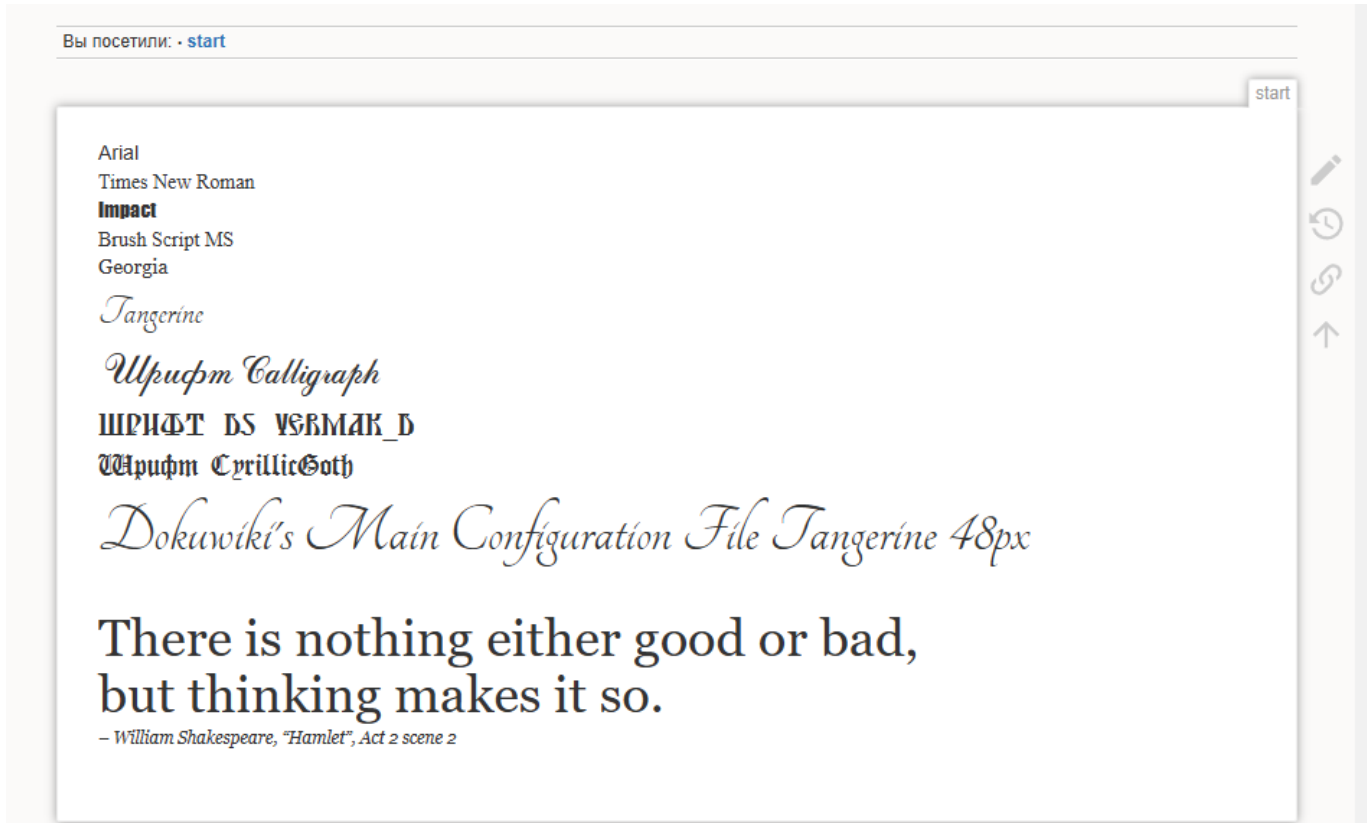 Вы посетили: • start
start
Arial
Times New Roman
Impact
Brush Script MS
Georgia
Tangerine
Шрифт Calligraph
ШРИФТ DS YERMAK_D
Шрифт CyrillicGoth
Dokuwiki's Main Configuration File Tangerine 48px
There is nothing either good or bad,
but thinking makes it so.
– William Shakespeare, “Hamlet”, Act 2 scene 2